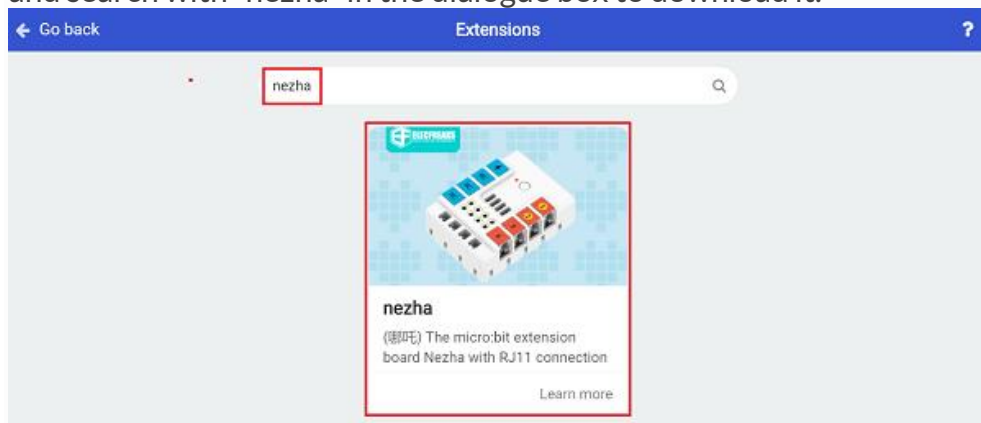 and search with "nezha" in the dialogue box to download it.
Go back
Extensions
?
nezha
ELECFREAKS
nezha
(哪吒) The micro:bit extension
board Nezha with RJ11 connection
Learn more